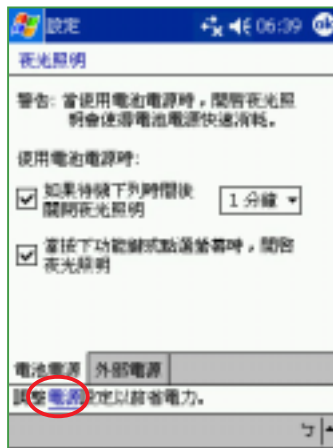 設定 06:09 ok
夜光照明
警告: 當使用電池電源時，開啓夜光照
明會使得電池電源快速消耗。
使用電池電源時:
如果待機下列時間後
關閉夜光照明
1 分鐘
當按下功能鍵或點選螢幕時，開啓
夜光照明
電池電源 外部電源
調整電源設定以節省電力。
ㄅ